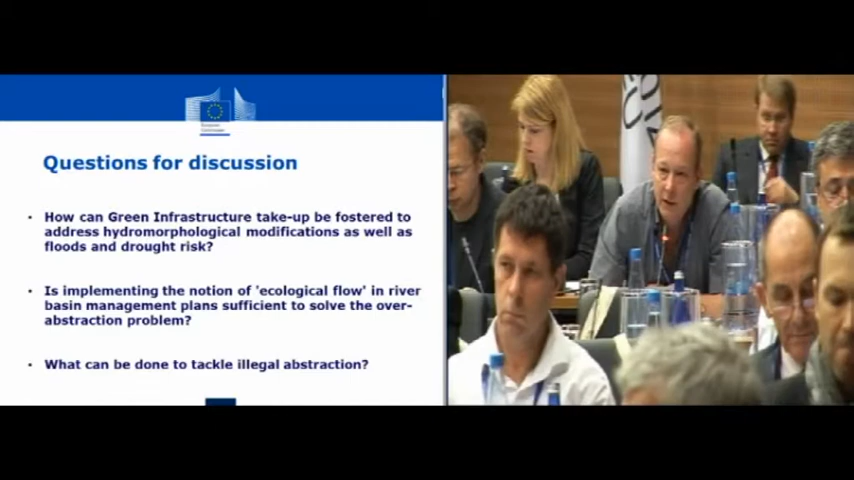 European
Commission
Questions for discussion
• How can Green Infrastructure take-up be fostered to
address hydromorphological modifications as well as
floods and drought risk?
• Is implementing the notion of 'ecological flow' in river
basin management plans sufficient to solve the over-
abstraction problem?
• What can be done to tackle illegal abstraction?